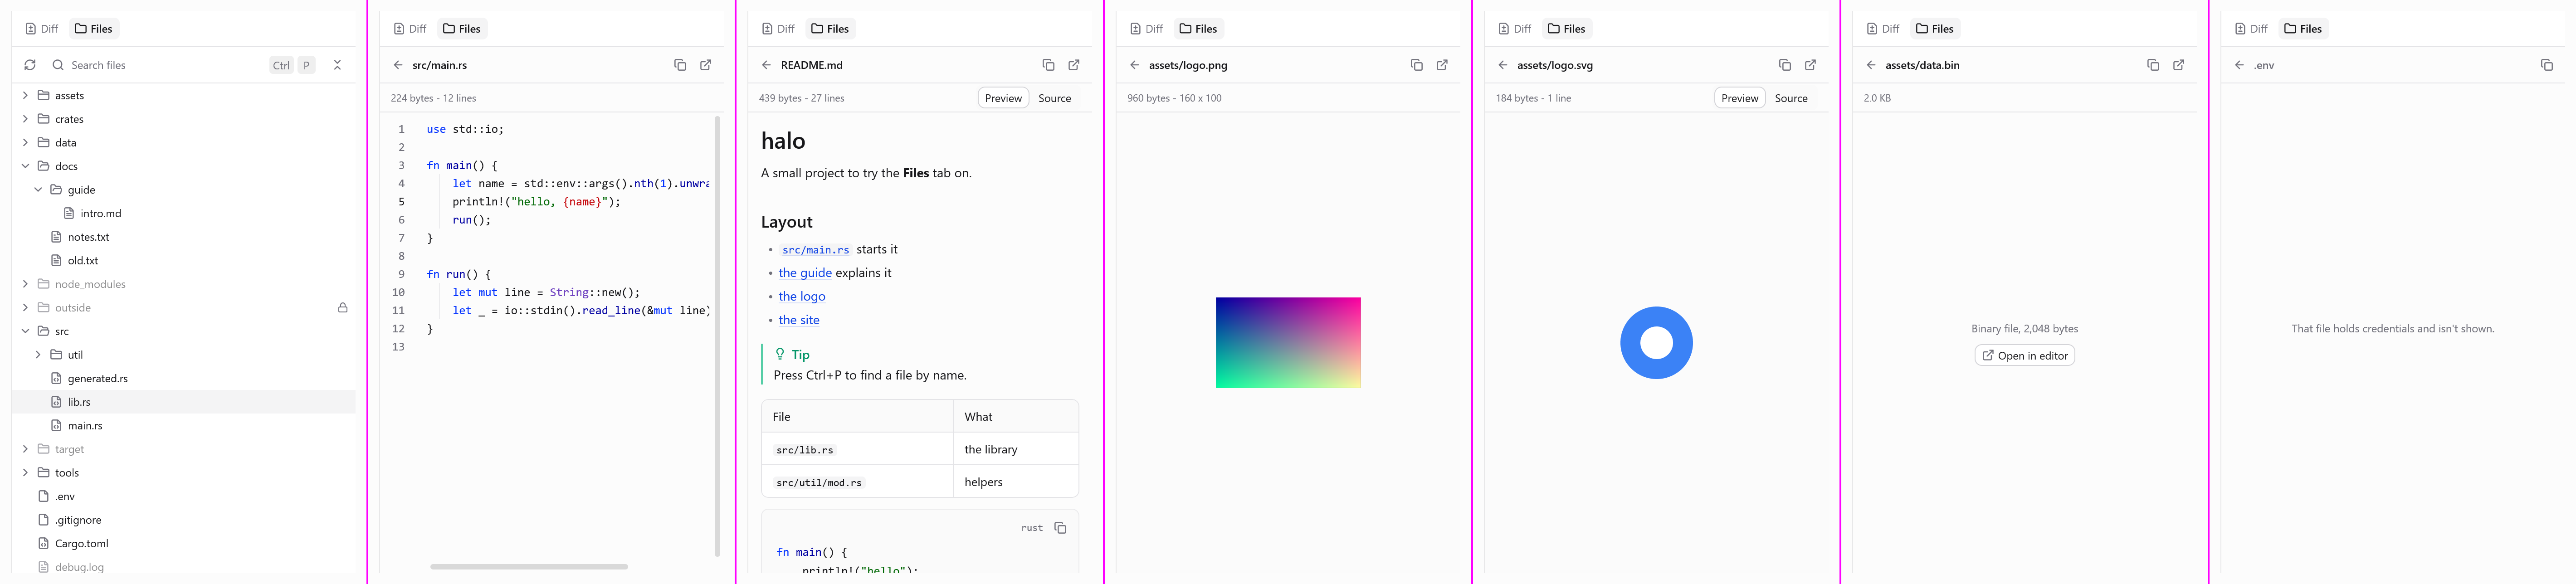 Diff Files
Search files Ctrl P
assets
crates
data
docs
guide
intro.md
notes.txt
old.txt
node_modules
outside
src
util
generated.rs
lib.rs
main.rs
target
tools
.env
.gitignore
Cargo.toml
debug.log
Diff Files
src/main.rs
224 bytes - 12 lines
1 use std::io;
2
3 fn main() {
4 let name = std::env::args().nth(1).unwra
5 println!("hello, {name}");
6 run();
7 }
8
9 fn run() {
10 let mut line = String::new();
11 let _ = io::stdin().read_line(&mut line)
12 }
13
Diff Files
README.md
439 bytes - 27 lines Preview Source
halo
A small project to try the Files tab on.
Layout
• src/main.rs starts it
• the guide explains it
• the logo
• the site
Tip
Press Ctrl+P to find a file by name.
File What
src/lib.rs the library
src/util/mod.rs helpers
rust
fn main() {
println!("hello");
Diff Files
assets/logo.png
960 bytes - 160 x 100
Diff Files
assets/logo.svg
184 bytes - 1 line Preview Source
Diff Files
assets/data.bin
2.0 KB
Binary file, 2,048 bytes
Open in editor
Diff Files
.env
That file holds credentials and isn't shown.